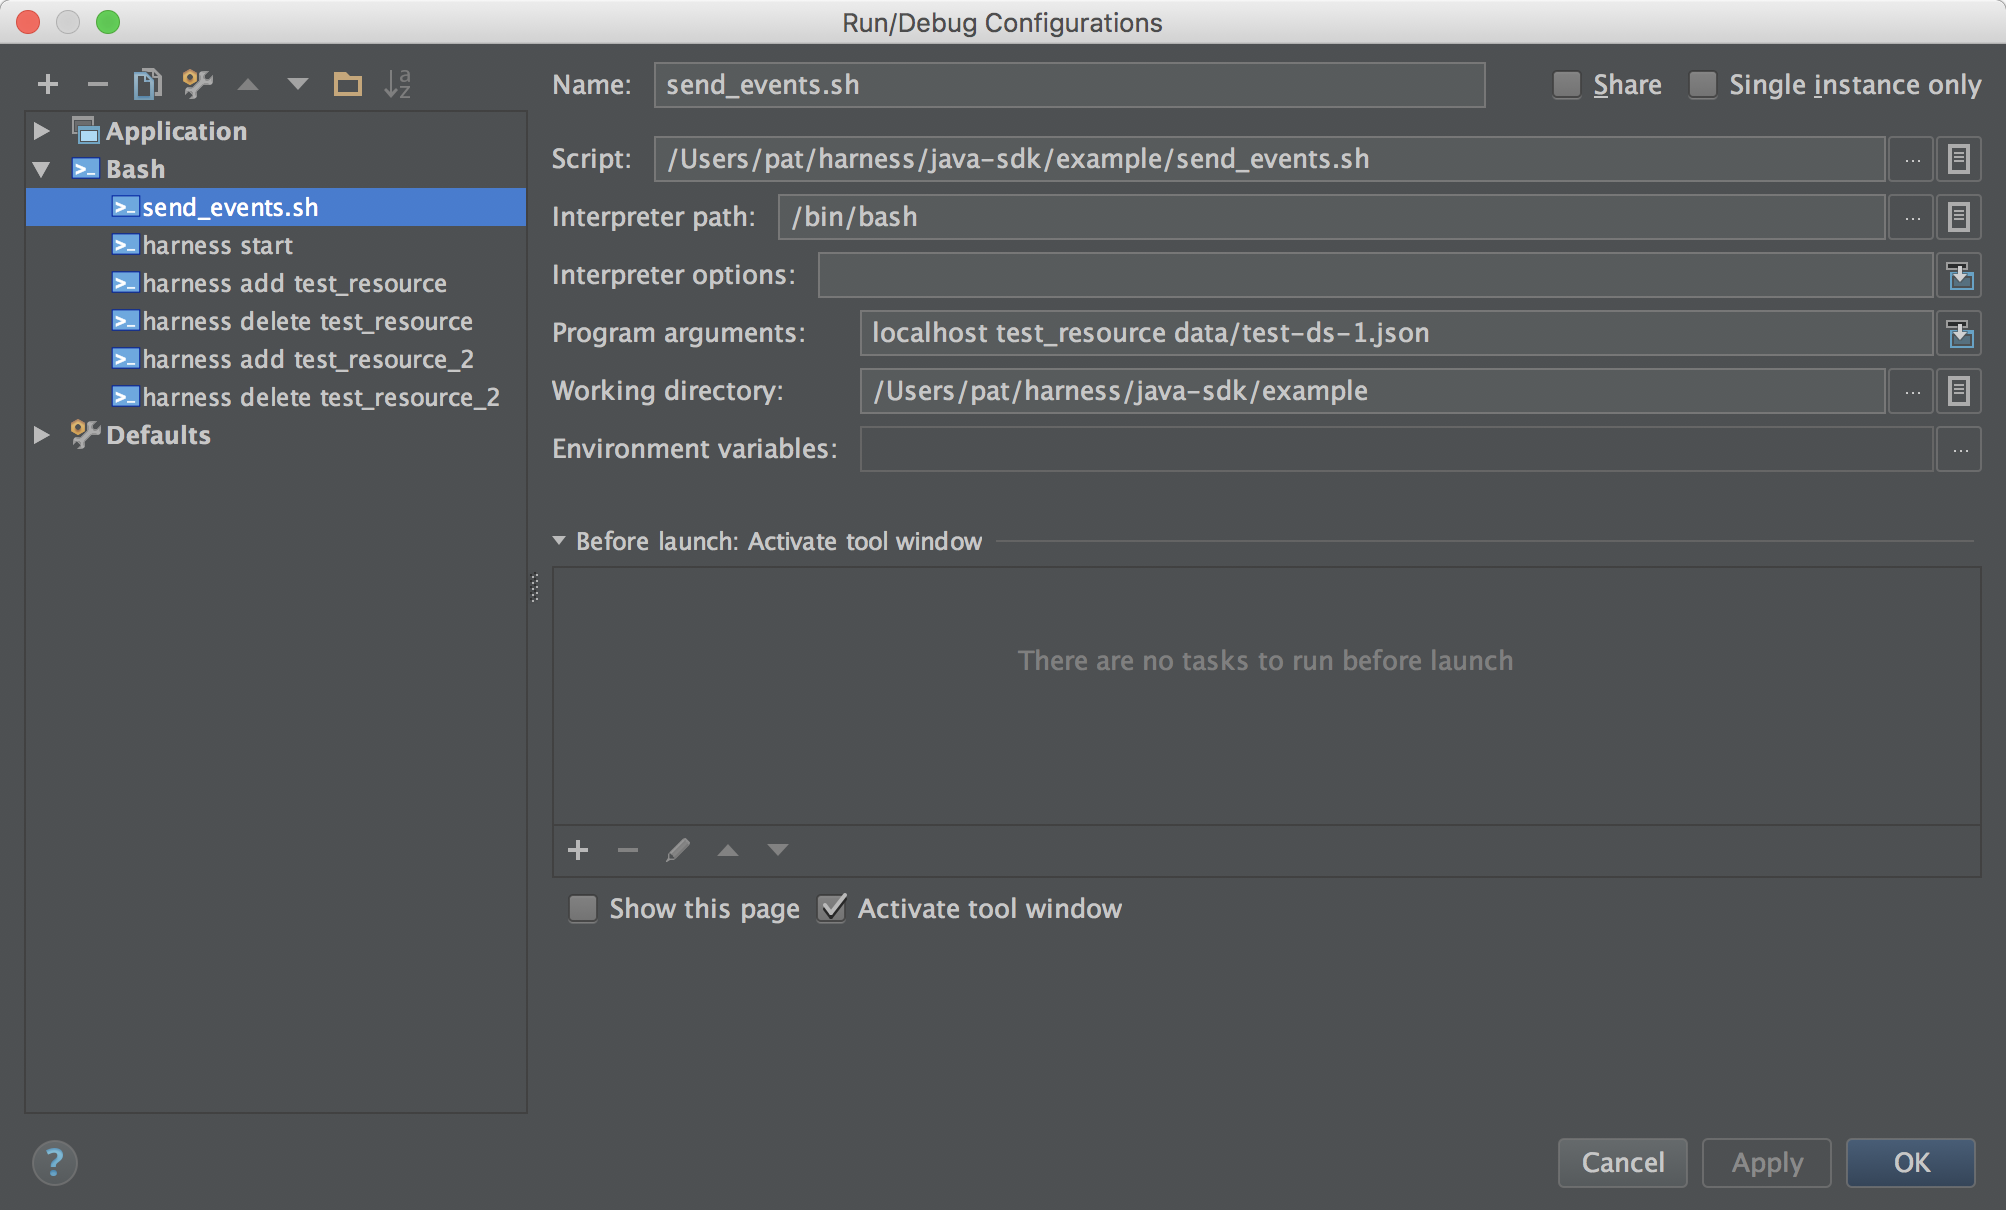 Run/Debug Configurations
Application
Bash
send_events.sh
harness start
harness add test_resource
harness delete test_resource
harness add test_resource_2
harness delete test_resource_2
Defaults
Name: send_events.sh Share Single instance only
Script: /Users/pat/harness/java-sdk/example/send_events.sh ...
Interpreter path: /bin/bash ...
Interpreter options:
Program arguments: localhost test_resource data/test-ds-1.json
Working directory: /Users/pat/harness/java-sdk/example ...
Environment variables: ...
Before launch: Activate tool window
There are no tasks to run before launch
Show this page Activate tool window
? Cancel Apply OK